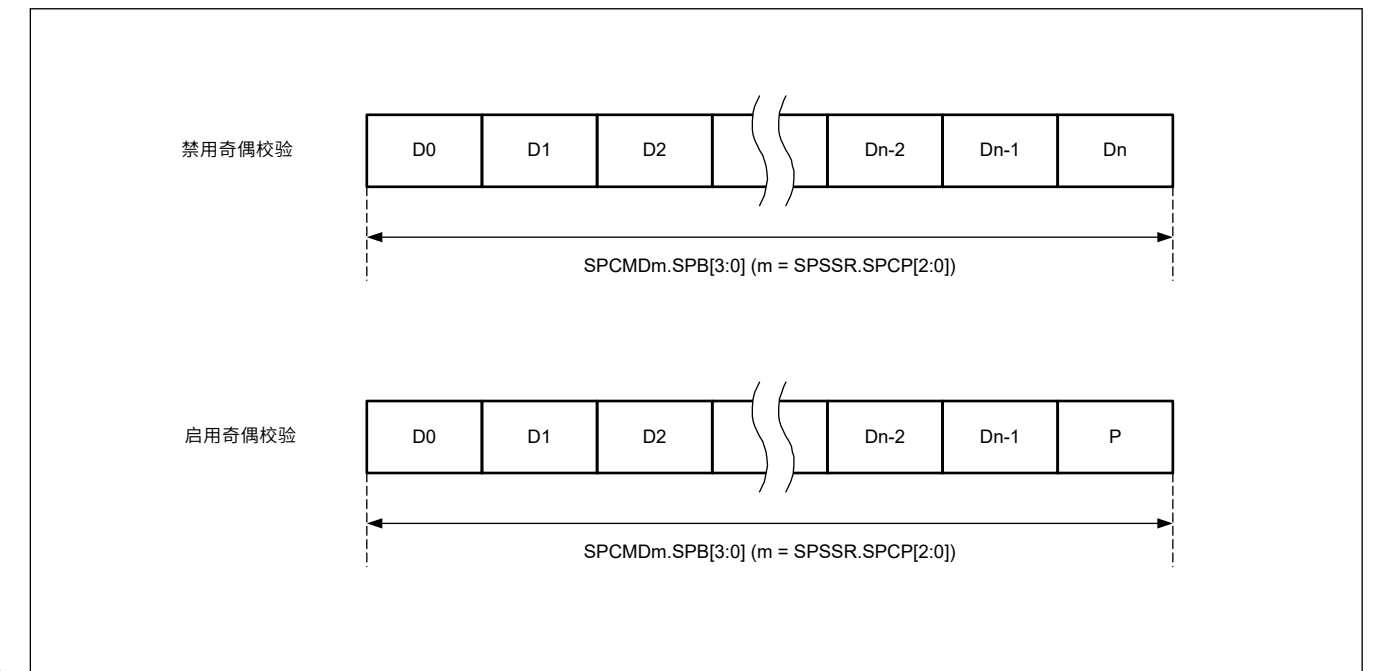 禁用奇偶校验 D0 D1 D2 Dn-2 Dn-1 Dn
SPCMDm.SPB[3:0] (m = SPSSR.SPCP[2:0])
启用奇偶校验 D0 D1 D2 Dn-2 Dn-1 P
SPCMDm.SPB[3:0] (m = SPSSR.SPCP[2:0])